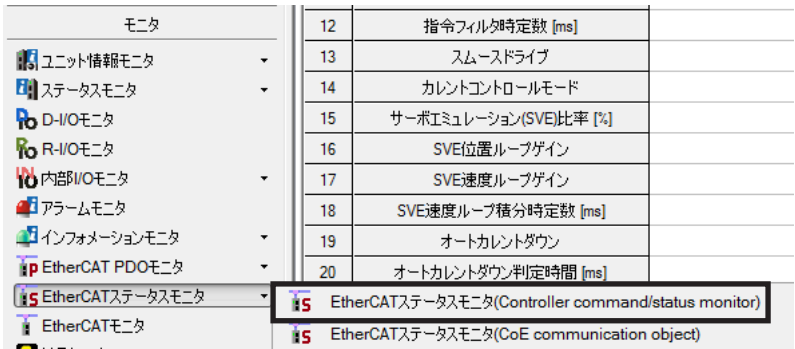 モニタ
ユニット情報モニタ
ステータスモニタ
D-I/Oモニタ
R-I/Oモニタ
内部I/Oモニタ
アラームモニタ
インフォメーションモニタ
EtherCAT PDOモニタ
EtherCATステータスモニタ
EtherCATモニタ
12 指令フィルタ時定数 [ms]
13 スムースドライブ
14 カレントコントロールモード
15 サーボエミュレーション(SVE)比率 [%]
16 SVE位置ループゲイン
17 SVE速度ループゲイン
18 SVE速度ループ積分時定数 [ms]
19 オートカレントダウン
20 オートカレントダウン判定時間 [ms]
EtherCATステータスモニタ(Controller command/status monitor)
EtherCATステータスモニタ(CoE communication object)